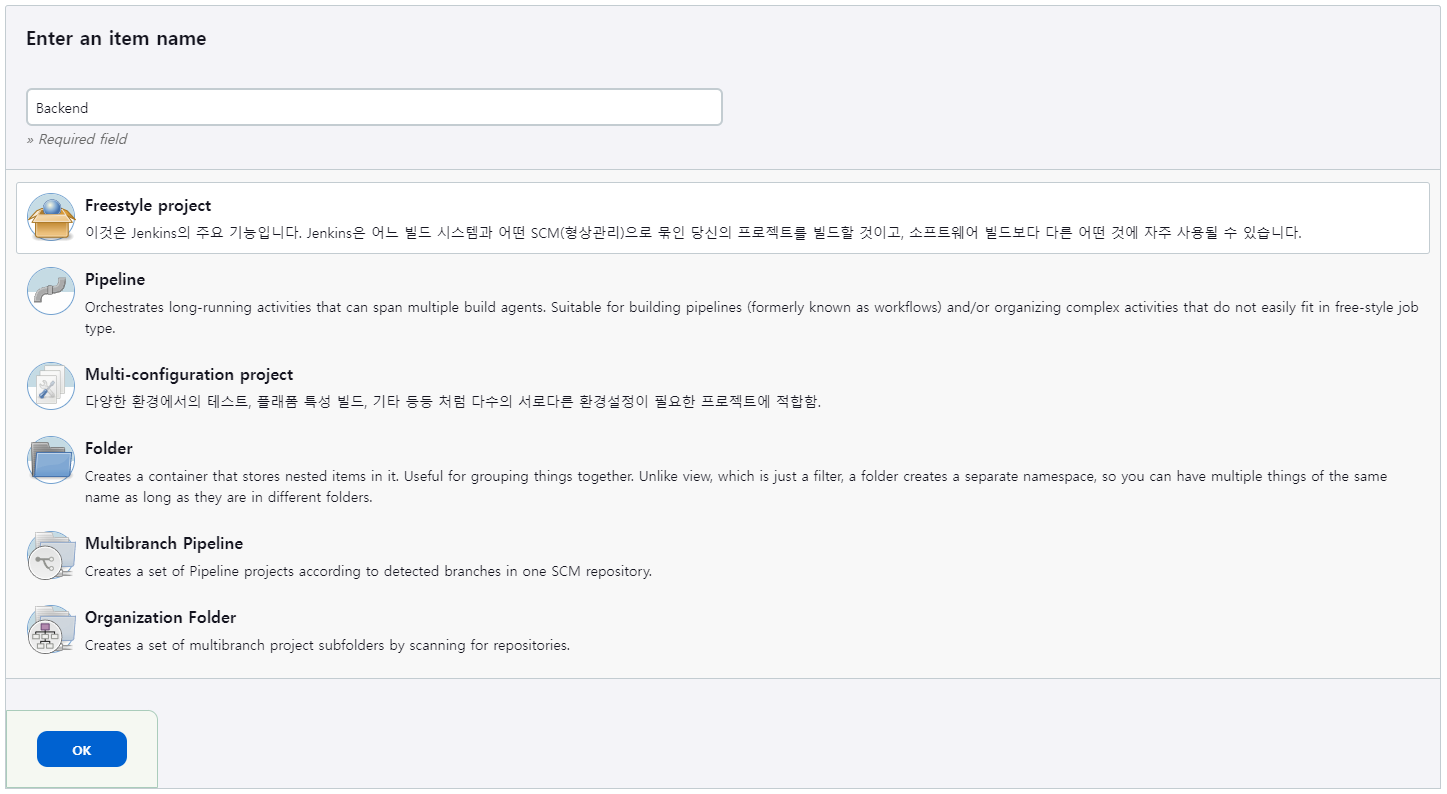 Enter an item name
Backend
» Required field
Freestyle project
이것은 Jenkins의 주요 기능입니다. Jenkins은 어느 빌드 시스템과 어떤 SCM(형상관리)으로 묶인 당신의 프로젝트를 빌드할 것이고, 소프트웨어 빌드보다 다른 어떤 것에 자주 사용될 수 있습니다.
Pipeline
Orchestrates long-running activities that can span multiple build agents. Suitable for building pipelines (formerly known as workflows) and/or organizing complex activities that do not easily fit in free-style job
type.
Multi-configuration project
다양한 환경에서의 테스트, 플래폼 특성 빌드, 기타 등등 처럼 다수의 서로다른 환경설정이 필요한 프로젝트에 적합함.
Folder
Creates a container that stores nested items in it. Useful for grouping things together. Unlike view, which is just a filter, a folder creates a separate namespace, so you can have multiple things of the same
name as long as they are in different folders.
Multibranch Pipeline
Creates a set of Pipeline projects according to detected branches in one SCM repository.
Organization Folder
Creates a set of multibranch project subfolders by scanning for repositories.
OK